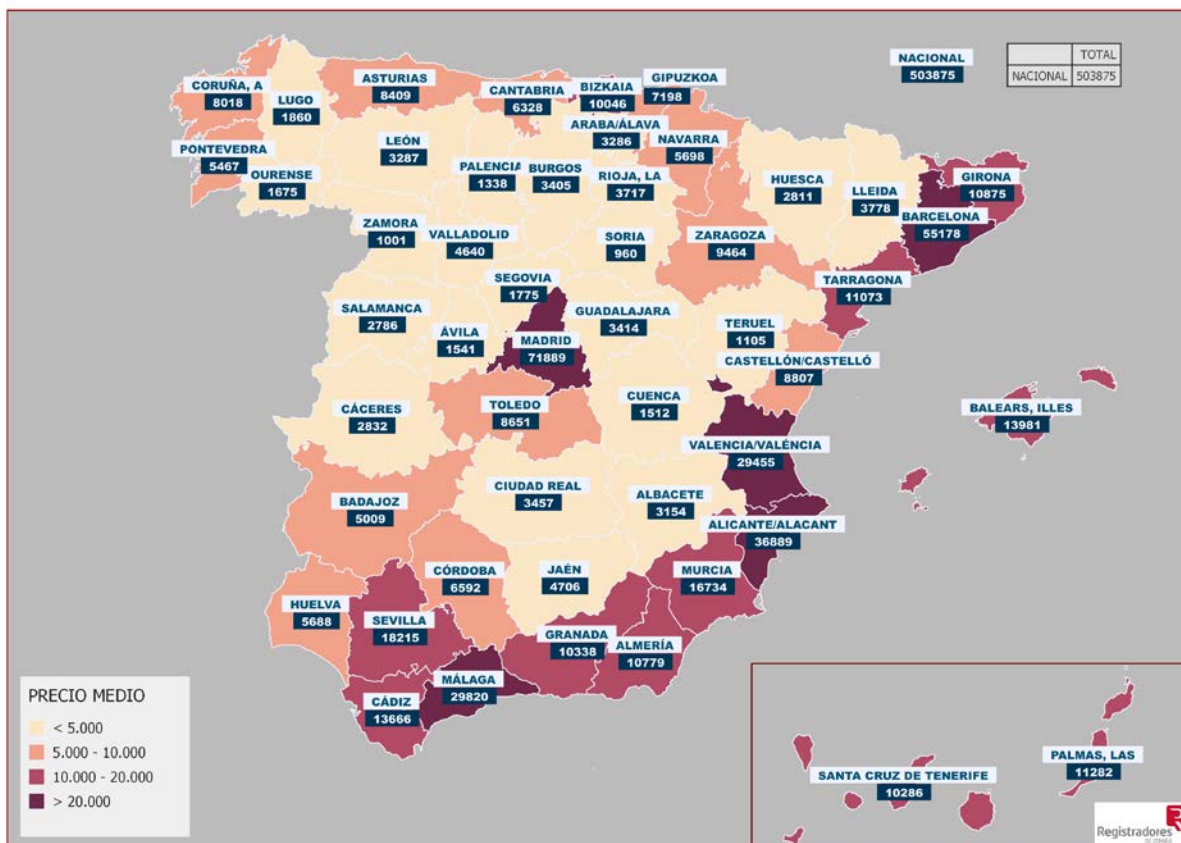 NACIONAL
503875
TOTAL
NACIONAL 503875
CORUÑA, A
8018
LUGO
1860
ASTURIAS
8409
CANTABRIA
6328
BIZKAIA
10046
GIPUZKOA
7198
ARABA/ÁLAVA
3286
NAVARRA
5698
PONTEVEDRA
5467
OURENSE
1675
LEÓN
3287
PALENCIA
1338
BURGOS
3405
RIOJA, LA
3717
HUESCA
2811
LLEIDA
3778
GIRONA
10875
BARCELONA
55178
ZAMORA
1001
VALLADOLID
4640
SORIA
960
ZARAGOZA
9464
TARRAGONA
11073
SEGOVIA
1775
SALAMANCA
2786
ÁVILA
1541
MADRID
71889
GUADALAJARA
3414
TERUEL
1105
CASTELLÓN/CASTELLÓ
8807
CÁCERES
2832
TOLEDO
8651
CUENCA
1512
BALEARS, ILLES
13981
VALENCIA/VALÉNCIA
29455
BADAJOZ
5009
CIUDAD REAL
3457
ALBACETE
3154
ALICANTE/ALACANT
36889
CÓRDOBA
6592
JAÉN
4706
MURCIA
16734
HUELVA
5688
SEVILLA
18215
GRANADA
10338
ALMERÍA
10779
MÁLAGA
29820
CÁDIZ
13666
PRECIO MEDIO
< 5.000
5.000 - 10.000
10.000 - 20.000
> 20.000
PALMAS, LAS
11282
SANTA CRUZ DE TENERIFE
10286
Registradores
DE ESPAÑA